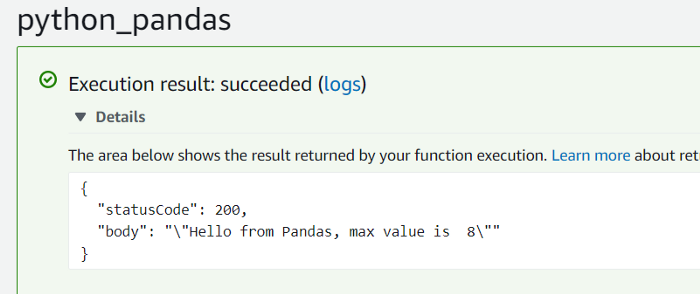 python_pandas
Execution result: succeeded (logs)
Details
The area below shows the result returned by your function execution. Learn more about ret
{
"statusCode": 200,
"body": "\"Hello from Pandas, max value is  8\""
}